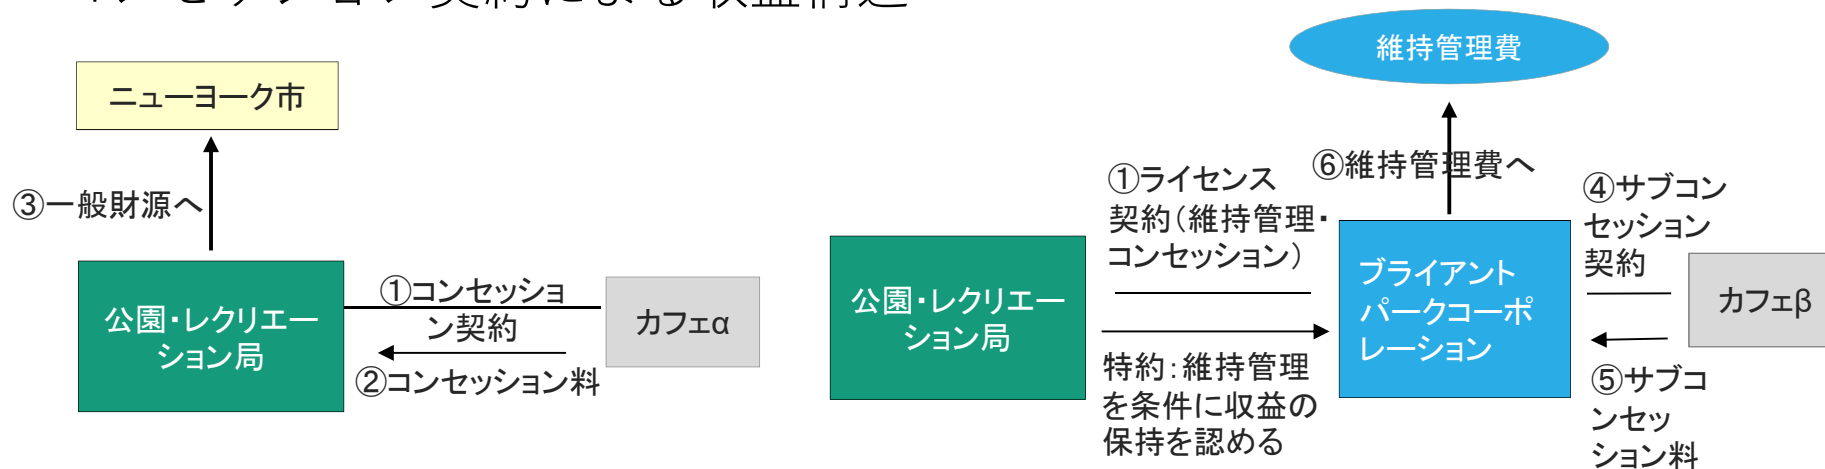 ニューヨーク市
③一般財源へ
公園・レクリエー
ション局
①コンセッショ
ン契約
②コンセッション料
カフェα
維持管理費
⑥維持管理費へ
①ライセンス
契約（維持管理・
コンセッション）
公園・レクリエー
ション局
特約：維持管理
を条件に収益の
保持を認める
ブライアント
パークコーポ
レーション
④サブコン
セッション
契約
カフェβ
⑤サブコ
ンセッ
ション料